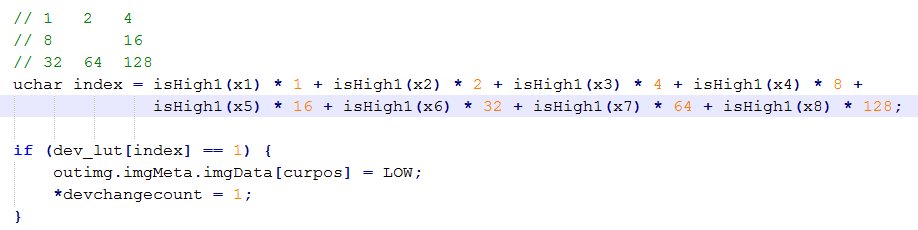 // 1   2   4
// 8       16
// 32  64  128
uchar index = isHigh1(x1) * 1 + isHigh1(x2) * 2 + isHigh1(x3) * 4 + isHigh1(x4) * 8 +
              isHigh1(x5) * 16 + isHigh1(x6) * 32 + isHigh1(x7) * 64 + isHigh1(x8) * 128;

if (dev_lut[index] == 1) {
    outimg.imgMeta.imgData[curpos] = LOW;
    *devchangecount = 1;
}